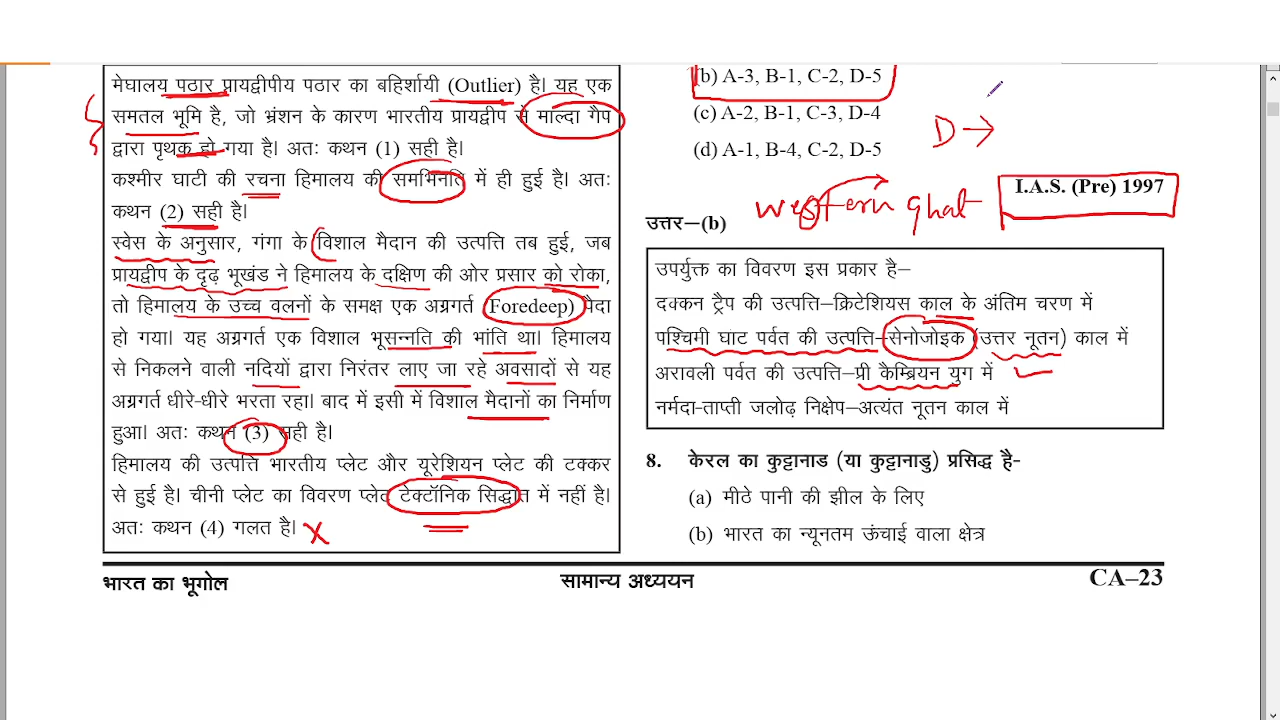 मेघालय पठार प्रायद्वीपीय पठार का बहिर्शायी (Outlier) है। यह एक
समतल भूमि है, जो भ्रंशन के कारण भारतीय प्रायद्वीप से माल्दा गैप
द्वारा पृथक हो गया है। अतः कथन (1) सही है।
कश्मीर घाटी की रचना हिमालय की समभिनति में ही हुई है। अतः
कथन (2) सही है।
स्वेस के अनुसार, गंगा के विशाल मैदान की उत्पत्ति तब हुई, जब
प्रायद्वीप के दृढ़ भूखंड ने हिमालय के दक्षिण की ओर प्रसार को रोका,
तो हिमालय के उच्च वलनों के समक्ष एक अग्रगर्त Foredeep) पैदा
हो गया। यह अग्रगर्त एक विशाल भूसन्नति की भांति था। हिमालय
से निकलने वाली नदियों द्वारा निरंतर लाए जा रहे अवसादों से यह
अग्रगर्त धीरे-धीरे भरता रहा। बाद में इसी में विशाल मैदानों का निर्माण
हुआ। अतः कथन (3) सही है।
हिमालय की उत्पत्ति भारतीय प्लेट और यूरेशियन प्लेट की टक्कर
से हुई है। चीनी प्लेट का विवरण प्लेट टेक्टॉनिक सिद्धांत में नहीं है।
अतः कथन (4) गलत है। X
(b) A-3, B-1, C-2, D-5
(c) A-2, B-1, C-3, D-4
(d) A-1, B-4, C-2, D-5
D →
I.A.S. (Pre) 1997
western ghat
उत्तर–(b)
उपर्युक्त का विवरण इस प्रकार है–
दक्कन ट्रैप की उत्पत्ति–क्रिटेशियस काल के अंतिम चरण में
पश्चिमी घाट पर्वत की उत्पत्ति–सेनोजोइक (उत्तर नूतन) काल में
अरावली पर्वत की उत्पत्ति–प्री कैम्ब्रियन युग में
नर्मदा-ताप्ती जलोढ़ निक्षेप–अत्यंत नूतन काल में
8. केरल का कुट्टानाड (या कुट्टानाडु) प्रसिद्ध है-
(a) मीठे पानी की झील के लिए
(b) भारत का न्यूनतम ऊंचाई वाला क्षेत्र
भारत का भूगोल सामान्य अध्ययन CA–23